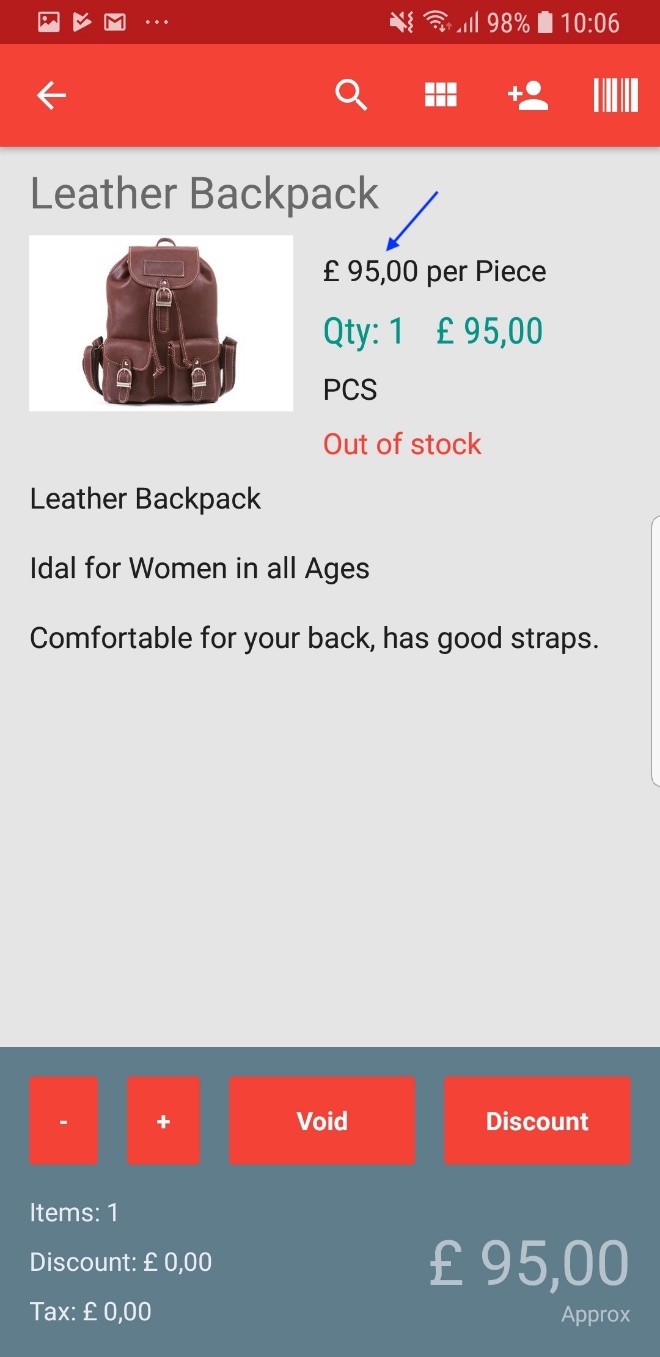 98% 10:06
Leather Backpack
£ 95,00 per Piece
Qty: 1 £ 95,00
PCS
Out of stock
Leather Backpack
Idal for Women in all Ages
Comfortable for your back, has good straps.
- + Void Discount
Items: 1
Discount: £ 0,00
£ 95,00
Tax: £ 0,00
Approx